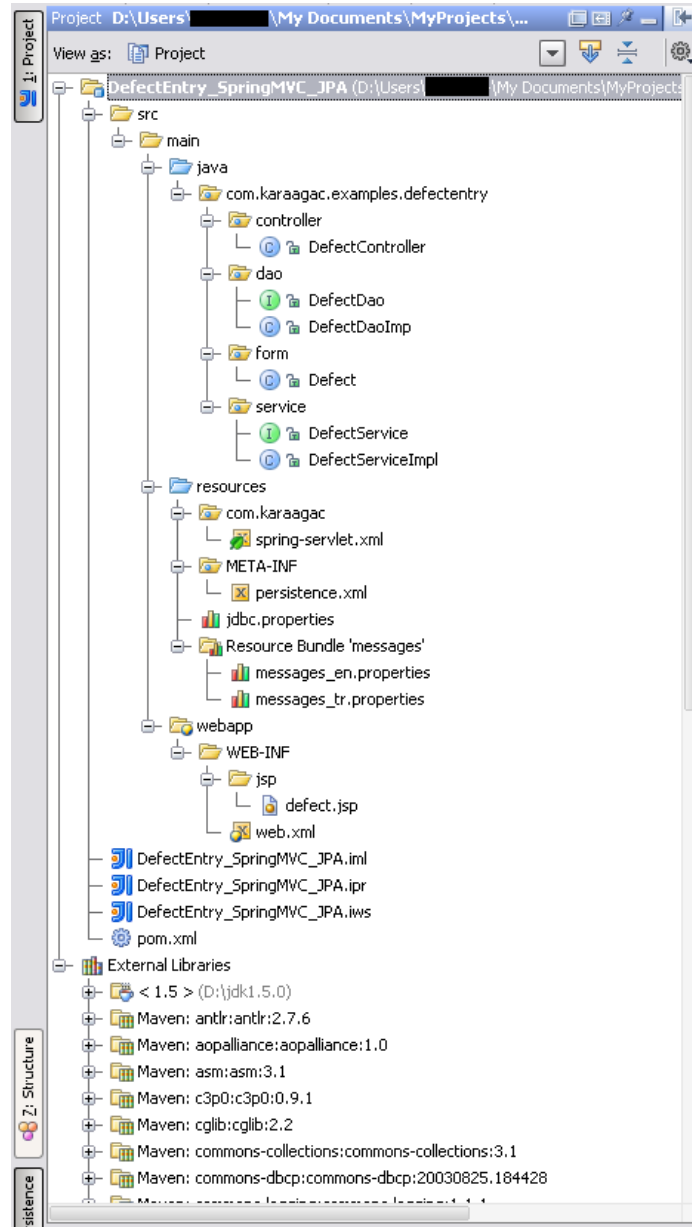 Project D:\Users\ \My Documents\MyProjects\...
1: Project
View as: Project
DefectEntry_SpringMVC_JPA (D:\Users\ \My Documents\MyProjects
src
main
java
com.karaagac.examples.defectentry
controller
C DefectController
dao
I DefectDao
C DefectDaoImp
form
C Defect
service
I DefectService
C DefectServiceImpl
resources
com.karaagac
spring-servlet.xml
META-INF
persistence.xml
jdbc.properties
Resource Bundle 'messages'
messages_en.properties
messages_tr.properties
webapp
WEB-INF
jsp
defect.jsp
web.xml
DefectEntry_SpringMVC_JPA.iml
DefectEntry_SpringMVC_JPA.ipr
DefectEntry_SpringMVC_JPA.iws
pom.xml
External Libraries
< 1.5 > (D:\jdk1.5.0)
Maven: antlr:antlr:2.7.6
Maven: aopalliance:aopalliance:1.0
Maven: asm:asm:3.1
Maven: c3p0:c3p0:0.9.1
Maven: cglib:cglib:2.2
Maven: commons-collections:commons-collections:3.1
Maven: commons-dbcp:commons-dbcp:20030825.184428
7: Structure
sistence